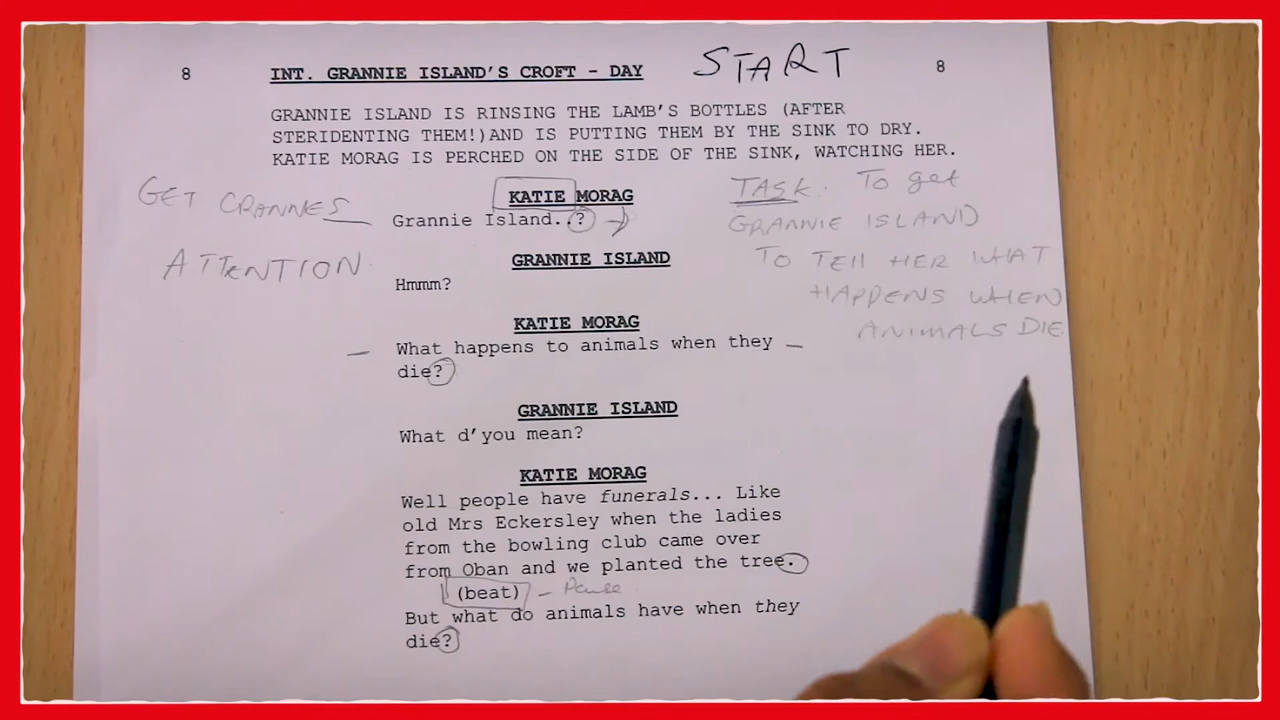 8 INT. GRANNIE ISLAND'S CROFT - DAY START 8
GRANNIE ISLAND IS RINSING THE LAMB'S BOTTLES (AFTER
STERIDENTING THEM!)AND IS PUTTING THEM BY THE SINK TO DRY.
KATIE MORAG IS PERCHED ON THE SIDE OF THE SINK, WATCHING HER.
GET GRANNES
ATTENTION
TASK. To get
GRANNIE ISLAND
TO TELL HER WHAT
HAPPENS WHEN
ANIMALS DIE.
KATIE MORAG
Grannie Island..?
GRANNIE ISLAND
Hmmm?
KATIE MORAG
What happens to animals when they
die?
GRANNIE ISLAND
What d'you mean?
KATIE MORAG
Well people have funerals... Like
old Mrs Eckersley when the ladies
from the bowling club came over
from Oban and we planted the tree.
(beat) - Pause
But what do animals have when they
die?